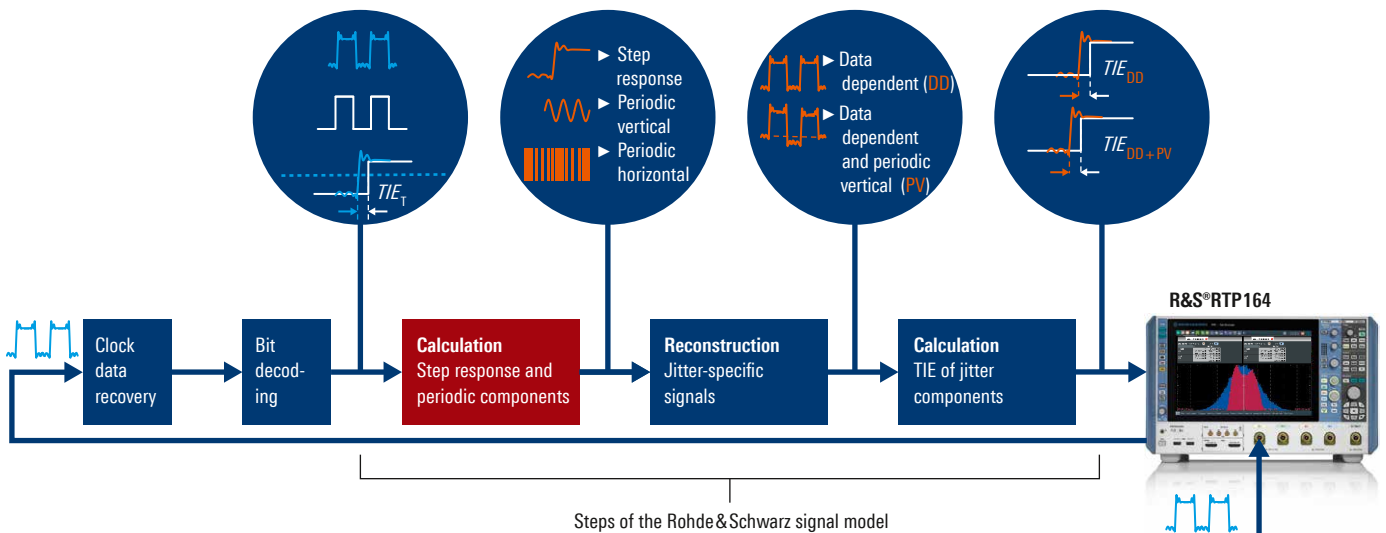 TIE_T
Step
response
Periodic
vertical
Periodic
horizontal
Data
dependent (DD)
Data
dependent
and periodic
vertical (PV)
TIE_DD
TIE_DD + PV
R&S®RTP164
Clock
data
recovery
Bit
decod-
ing
Calculation
Step response and
periodic components
Reconstruction
Jitter-specific
signals
Calculation
TIE of jitter
components
Steps of the Rohde & Schwarz signal model